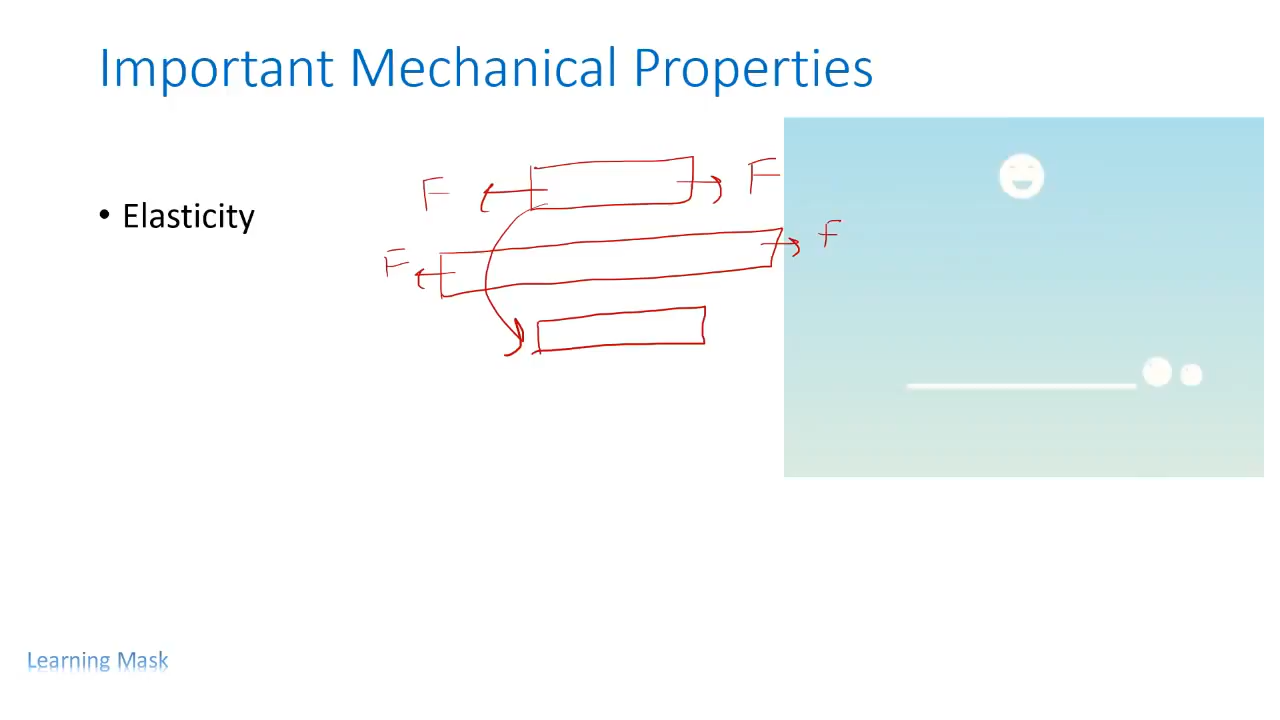 Important Mechanical Properties
F F
• Elasticity
F F
Learning Mask